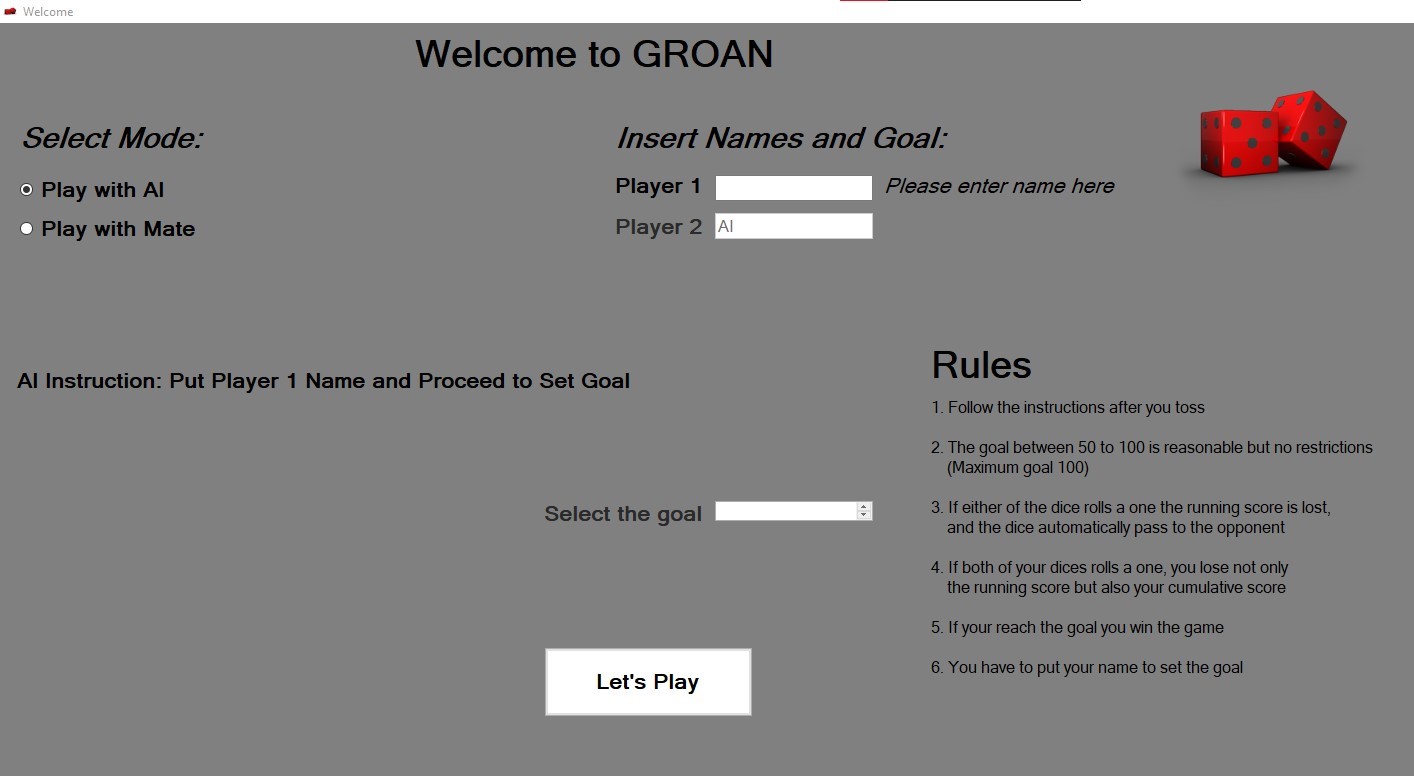 Welcome
Welcome to GROAN
Select Mode:
Play with AI
Play with Mate
Insert Names and Goal:
Player 1
Please enter name here
Player 2
AI
AI Instruction: Put Player 1 Name and Proceed to Set Goal
Select the goal
Let's Play
Rules
1. Follow the instructions after you toss
2. The goal between 50 to 100 is reasonable but no restrictions
(Maximum goal 100)
3. If either of the dice rolls a one the running score is lost,
and the dice automatically pass to the opponent
4. If both of your dices rolls a one, you lose not only
the running score but also your cumulative score
5. If your reach the goal you win the game
6. You have to put your name to set the goal